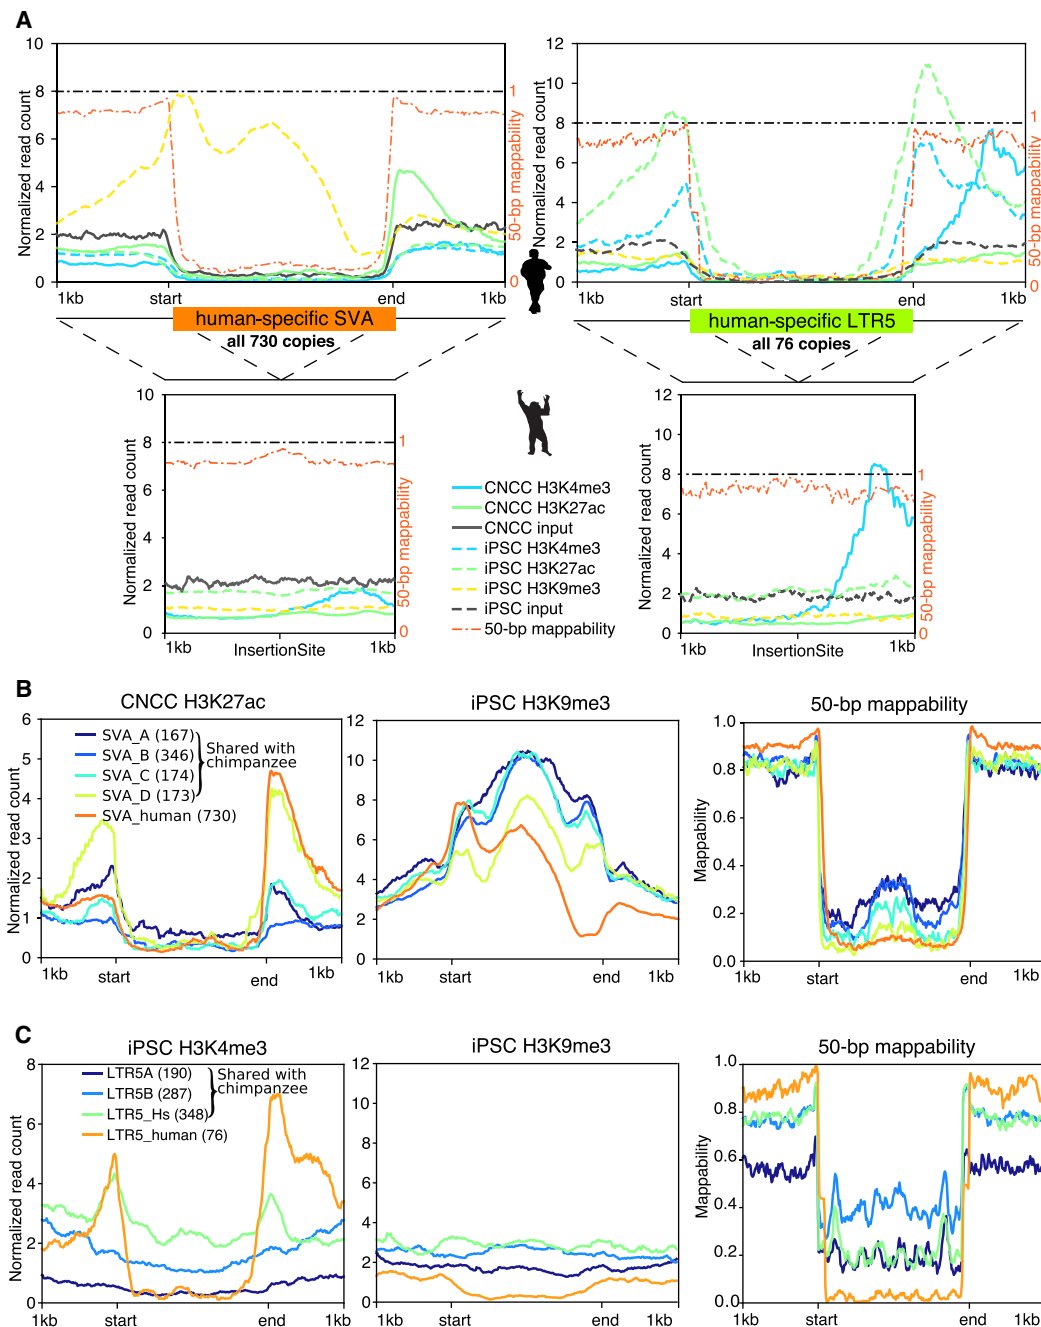 A
10
8
6
4
2
0
Normalized read count
1
50-bp mappability
0
1kb
start
end
1kb
human-specific SVA
all 730 copies
12
10
8
6
4
2
0
Normalized read count
1
50-bp mappability
0
1kb
start
end
1kb
human-specific LTR5
all 76 copies
10
8
6
4
2
0
Normalized read count
1
50-bp mappability
0
1kb
InsertionSite
1kb
CNCC H3K4me3
CNCC H3K27ac
CNCC input
iPSC H3K4me3
iPSC H3K27ac
iPSC H3K9me3
iPSC input
50-bp mappability
12
10
8
6
4
2
0
Normalized read count
1
50-bp mappability
0
1kb
InsertionSite
1kb
B
CNCC H3K27ac
6
5
4
3
2
1
0
Normalized read count
SVA_A (167)
SVA_B (346)
SVA_C (174)
SVA_D (173)
SVA_human (730)
Shared with
chimpanzee
1kb
start
end
1kb
iPSC H3K9me3
12
10
8
6
4
2
0
1kb
start
end
1kb
50-bp mappability
1.0
0.8
0.6
0.4
0.2
0.0
Mappability
1kb
start
end
1kb
C
iPSC H3K4me3
8
6
4
2
0
Normalized read count
LTR5A (190)
LTR5B (287)
LTR5_Hs (348)
LTR5_human (76)
Shared with
chimpanzee
1kb
start
end
1kb
iPSC H3K9me3
12
10
8
6
4
2
0
1kb
start
end
1kb
50-bp mappability
1.0
0.8
0.6
0.4
0.2
0.0
Mappability
1kb
start
end
1kb